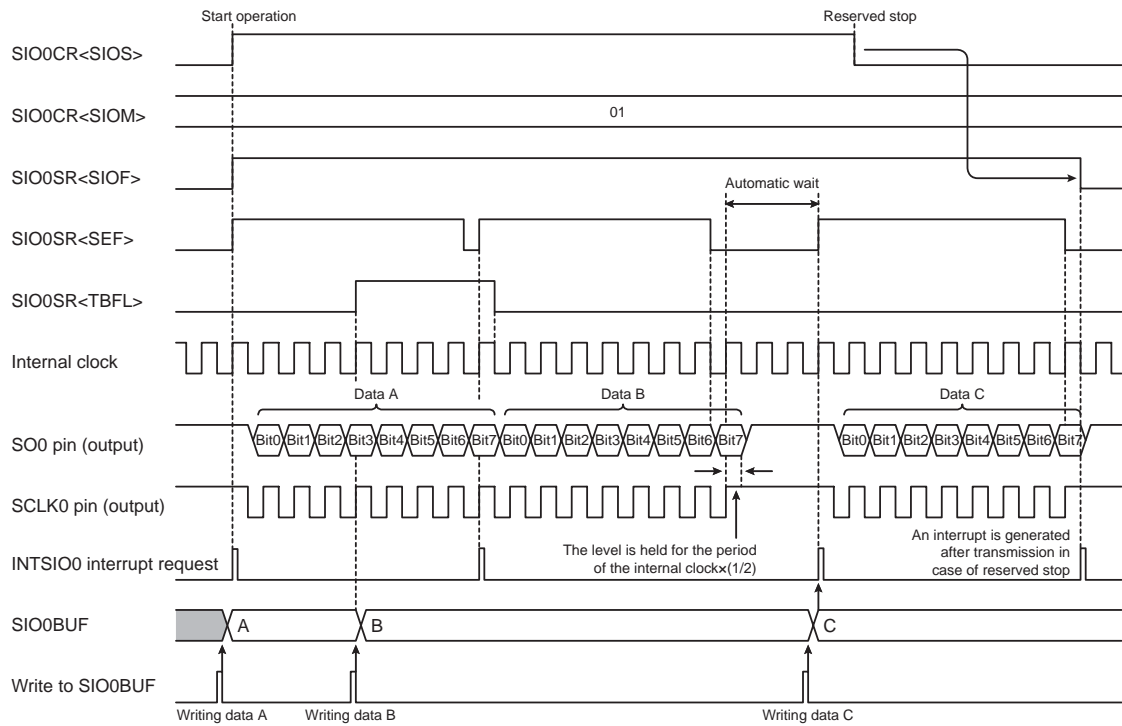 Start operation
Reserved stop
SIO0CR<SIOS>
SIO0CR<SIOM>
01
SIO0SR<SIOF>
Automatic wait
SIO0SR<SEF>
SIO0SR<TBFL>
Internal clock
Data A
Data B
Data C
SO0 pin (output)
Bit0 Bit1 Bit2 Bit3 Bit4 Bit5 Bit6 Bit7 Bit0 Bit1 Bit2 Bit3 Bit4 Bit5 Bit6 Bit7 Bit0 Bit1 Bit2 Bit3 Bit4 Bit5 Bit6 Bit7
SCLK0 pin (output)
The level is held for the period
of the internal clock×(1/2)
An interrupt is generated
after transmission in
case of reserved stop
INTSIO0 interrupt request
SIO0BUF
A
B
C
Write to SIO0BUF
Writing data A
Writing data B
Writing data C